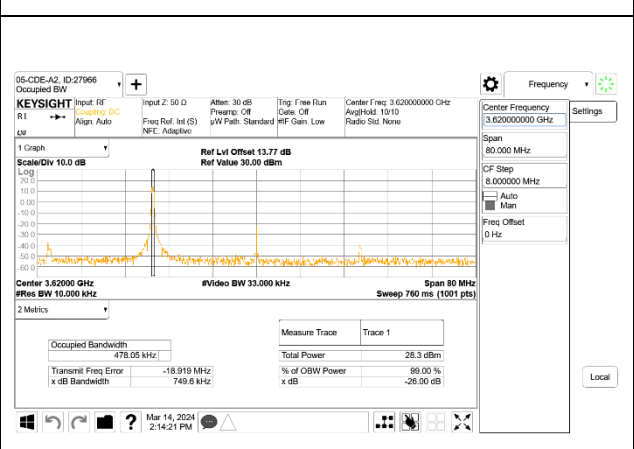 05-CDE-A2, ID:27966
Occupied BW
Frequency
KEYSIGHT
R L
Input: RF
Coupling: DC
Align: Auto
Input Z: 50 Ω
Freq Ref: Int (S)
NFE: Adaptive
Atten: 30 dB
Preamp: Off
µW Path: Standard
Trig: Free Run
Gate: Off
#IF Gain: Low
Center Freq: 3.620000000 GHz
Avg|Hold: 10/10
Radio Std: None
Center Frequency
3.620000000 GHz
Settings
Span
80.000 MHz
CF Step
8.000000 MHz
Auto
Man
Freq Offset
0 Hz
1 Graph
Scale/Div 10.0 dB
Ref Lvl Offset 13.77 dB
Ref Value 30.00 dBm
Log
20.0
10.0
0.00
-10.0
-20.0
-30.0
-40.0
-50.0
-60.0
Center 3.62000 GHz
#Res BW 10.000 kHz
#Video BW 33.000 kHz
Span 80 MHz
Sweep 760 ms (1001 pts)
2 Metrics
Measure Trace
Trace 1
Occupied Bandwidth
478.05 kHz
Total Power
28.3 dBm
Transmit Freq Error
-18.919 MHz
% of OBW Power
99.00 %
x dB Bandwidth
749.6 kHz
x dB
-26.00 dB
Local
Mar 14, 2024
2:14:21 PM